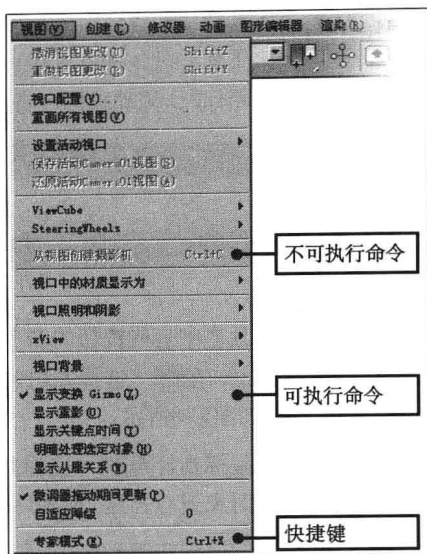 视图(V) 创建(C) 修改器 动画 图形编辑器 渲染(R)
撤消视图更改(U) Shift+Z
重做视图更改(R) Shift+Y
视口配置(V)...
重画所有视图(V)
设置活动视口
保存活动Camera01视图(S)
还原活动Camera01视图(A)
ViewCube
SteeringWheels
从视图创建摄影机 Ctrl+C
不可执行命令
视口中的材质显示为
视口照明和阴影
xView
视口背景
显示变换 Gizmo(Z)
可执行命令
显示重影(O)
显示关键点时间(T)
明暗处理选定对象(H)
显示从属关系(W)
微调器拖动期间更新(P)
自适应降级 O
专家模式(E) Ctrl+X
快捷键